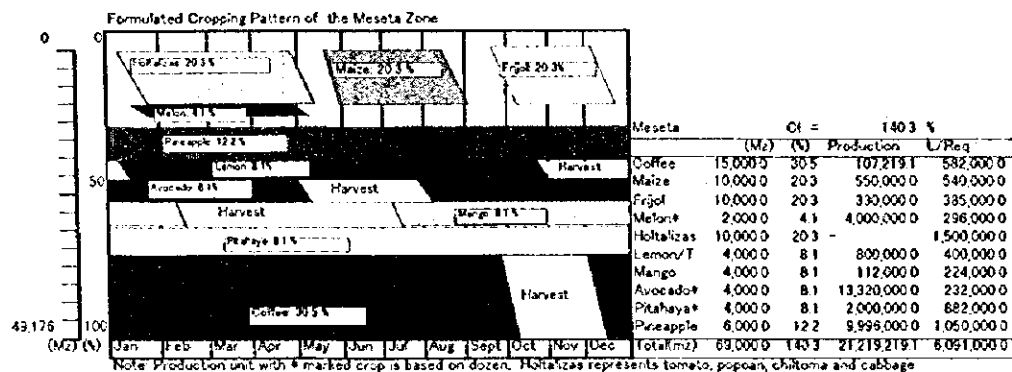 Formulated Cropping Pattern of the Meseta Zone
0 0
Holtalizas: 20.3 %
Maize: 20.3 %
Frijol: 20.3%
Melon: 4.1 %
Pineapple: 12.2 %
Lemon: 8.1%
Harvest
50
Avocado: 8.1%
Harvest
Harvest
Mango: 8.1 %
Pitahaya: 8.1 %
Harvest
Coffee: 30.5 %
49,176 100
(Mz) (%) Jan Feb Mar Apr May Jun Jul Aug Sept Oct Nov Dec
Meseta CI = 140.3 %
(Mz) (%) Production L/Req
Coffee 15,000.0 30.5 107,219.1 582,000.0
Maize 10,000.0 20.3 550,000.0 540,000.0
Frijol 10,000.0 20.3 330,000.0 385,000.0
Melon* 2,000.0 4.1 4,000,000.0 296,000.0
Holtalizas 10,000.0 20.3 - 1,500,000.0
Lemon/T 4,000.0 8.1 800,000.0 400,000.0
Mango 4,000.0 8.1 112,000.0 224,000.0
Avocado* 4,000.0 8.1 13,320,000.0 232,000.0
Pitahaya* 4,000.0 8.1 2,000,000.0 882,000.0
Pineapple 6,000.0 12.2 9,996,000.0 1,050,000.0
Total(mz) 69,000.0 140.3 21,219,219.1 6,091,000.0
Note: Production unit with * marked crop is based on dozen, Holtalizas represents tomato, popoan, chiltoma and cabbage